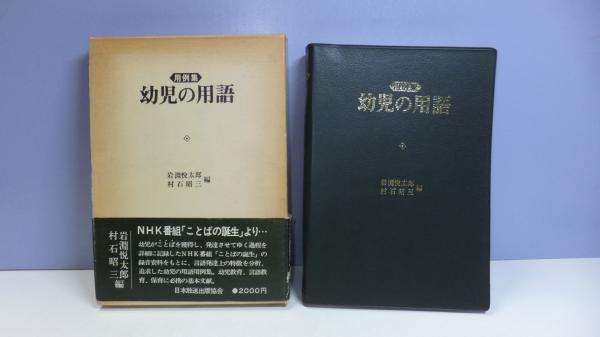 用例集
幼児の用語
岩淵悦太郎
村石昭三 編
NHK番組「ことばの誕生」より…
幼児がことばを獲得し、発達させてゆく過程を
詳細に記録したNHK番組「ことばの誕生」の
録音資料をもとに、言語発達上の特徴を分析、
追求した幼児の用語用例集。幼児教育、言語教
育、保育に必携の基本文献。
日本放送出版協会 ●2000円
岩淵悦太郎
村石昭三 編
用例集
幼児の用語
岩淵悦太郎
村石昭三 編